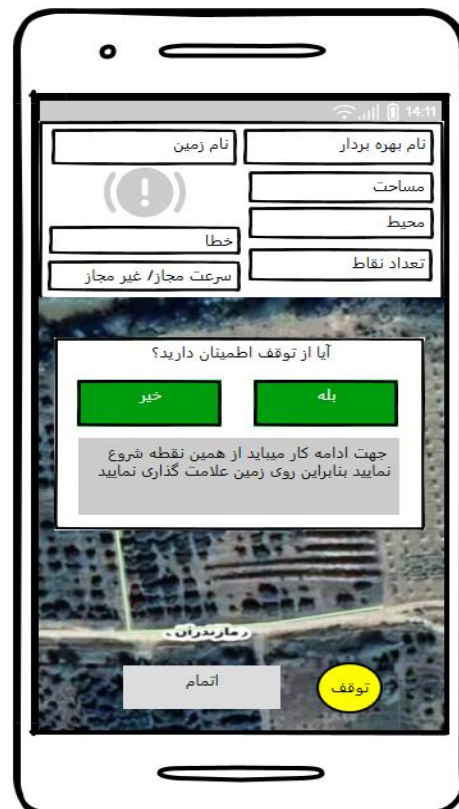 14:11
نام بهره بردار
نام زمین
مساحت
محیط
خطا
تعداد نقاط
سرعت مجاز/ غیر مجاز
آیا از توقف اطمینان دارید؟
بله
خیر
جهت ادامه کار میباید از همین نقطه شروع
نمایید بنابراین روی زمین علامت گذاری نمایید
مازندران
توقف
اتمام